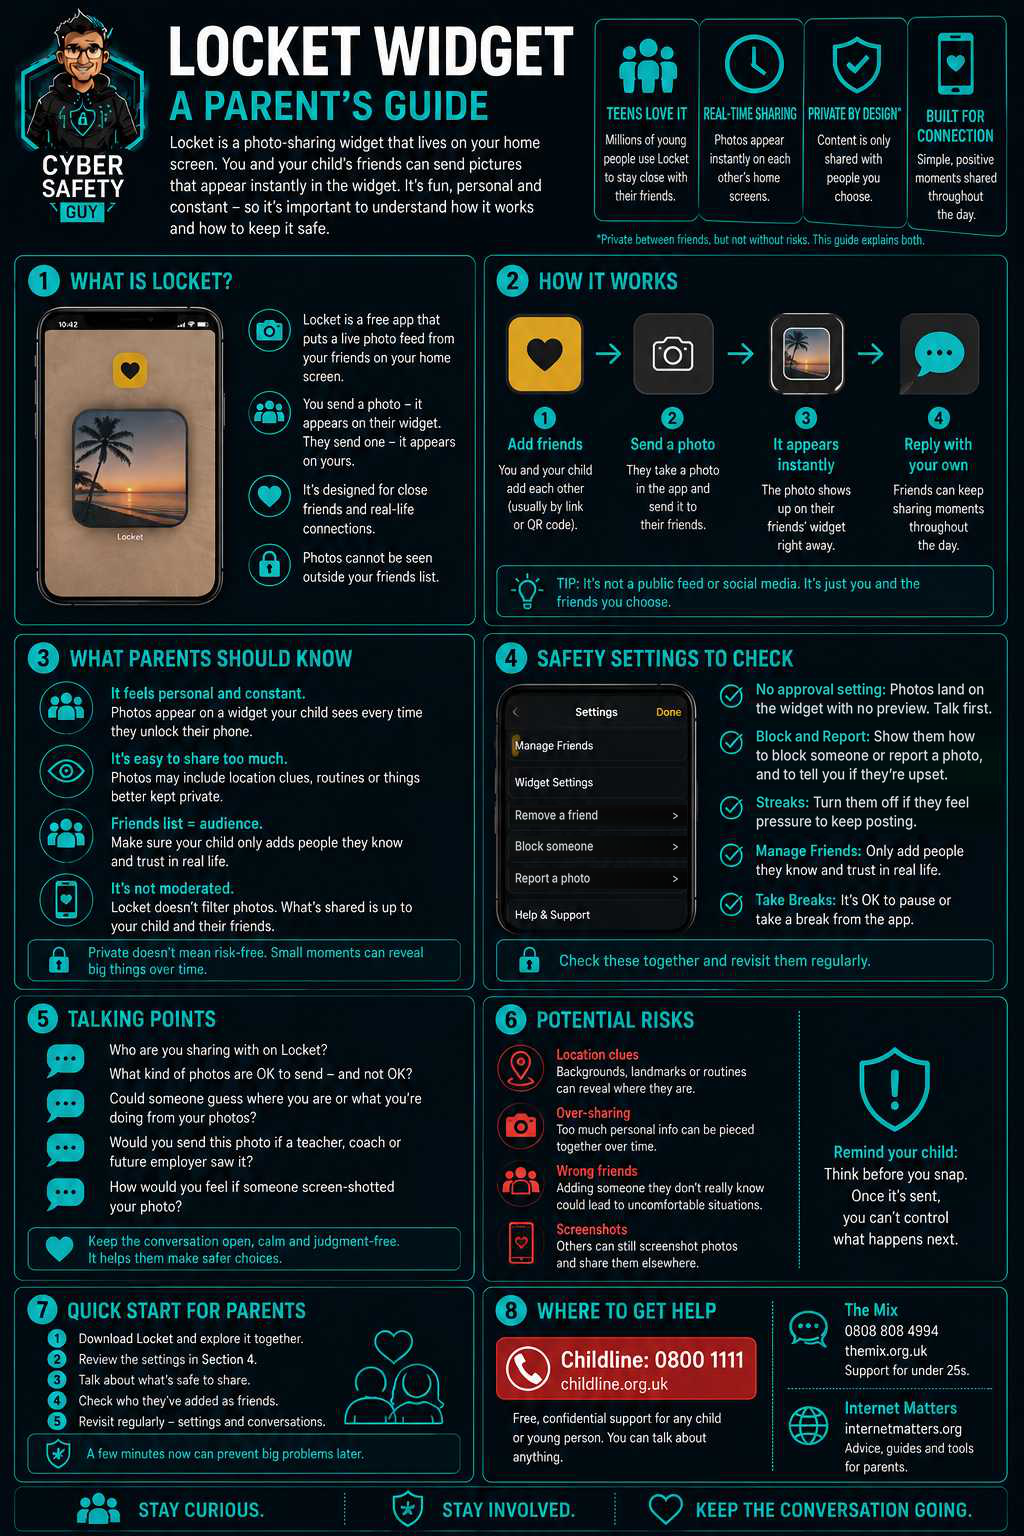 CYBER
SAFETY
GUY
LOCKET WIDGET
A PARENT'S GUIDE
Locket is a photo-sharing widget that lives on your home
screen. You and your child's friends can send pictures
that appear instantly in the widget. It's fun, personal and
constant – so it's important to understand how it works
and how to keep it safe.
TEENS LOVE IT
Millions of young
people use Locket
to stay close with
their friends.
REAL-TIME SHARING
Photos appear
instantly on each
other's home
screens.
PRIVATE BY DESIGN*
Content is only
shared with
people you
choose.
BUILT FOR
CONNECTION
Simple, positive
moments shared
throughout
the day.
*Private between friends, but not without risks. This guide explains both.
1 WHAT IS LOCKET?
10:42
Locket
Locket is a free app that
puts a live photo feed from
your friends on your home
screen.
You send a photo – it
appears on their widget.
They send one – it appears
on yours.
It's designed for close
friends and real-life
connections.
Photos cannot be seen
outside your friends list.
2 HOW IT WORKS
1
Add friends
You and your child
add each other
(usually by link
or QR code).
2
Send a photo
They take a photo
in the app and
send it to
their friends.
3
It appears
instantly
The photo shows
up on their
friends' widget
right away.
4
Reply with
your own
Friends can keep
sharing moments
throughout
the day.
TIP: It's not a public feed or social media. It's just you and the
friends you choose.
3 WHAT PARENTS SHOULD KNOW
It feels personal and constant.
Photos appear on a widget your child sees every time
they unlock their phone.
It's easy to share too much.
Photos may include location clues, routines or things
better kept private.
Friends list = audience.
Make sure your child only adds people they know
and trust in real life.
It's not moderated.
Locket doesn't filter photos. What's shared is up to
your child and their friends.
Private doesn't mean risk-free. Small moments can reveal
big things over time.
4 SAFETY SETTINGS TO CHECK
< Settings Done
Manage Friends
Widget Settings
Remove a friend >
Block someone >
Report a photo >
Help & Support
No approval setting: Photos land on
the widget with no preview. Talk first.
Block and Report: Show them how
to block someone or report a photo,
and to tell you if they're upset.
Streaks: Turn them off if they feel
pressure to keep posting.
Manage Friends: Only add people
they know and trust in real life.
Take Breaks: It's OK to pause or
take a break from the app.
Check these together and revisit them regularly.
5 TALKING POINTS
Who are you sharing with on Locket?
What kind of photos are OK to send – and not OK?
Could someone guess where you are or what you're
doing from your photos?
Would you send this photo if a teacher, coach or
future employer saw it?
How would you feel if someone screen-shotted
your photo?
Keep the conversation open, calm and judgment-free.
It helps them make safer choices.
6 POTENTIAL RISKS
Location clues
Backgrounds, landmarks or routines
can reveal where they are.
Over-sharing
Too much personal info can be pieced
together over time.
Wrong friends
Adding someone they don't really know
could lead to uncomfortable situations.
Screenshots
Others can still screenshot photos
and share them elsewhere.
Remind your child:
Think before you snap.
Once it's sent,
you can't control
what happens next.
7 QUICK START FOR PARENTS
1 Download Locket and explore it together.
2 Review the settings in Section 4.
3 Talk about what's safe to share.
4 Check who they've added as friends.
5 Revisit regularly – settings and conversations.
A few minutes now can prevent big problems later.
8 WHERE TO GET HELP
Childline: 0800 1111
childline.org.uk
Free, confidential support for any child
or young person. You can talk about
anything.
The Mix
0808 808 4994
themix.org.uk
Support for under 25s.
Internet Matters
internetmatters.org
Advice, guides and tools
for parents.
STAY CURIOUS.
STAY INVOLVED.
KEEP THE CONVERSATION GOING.